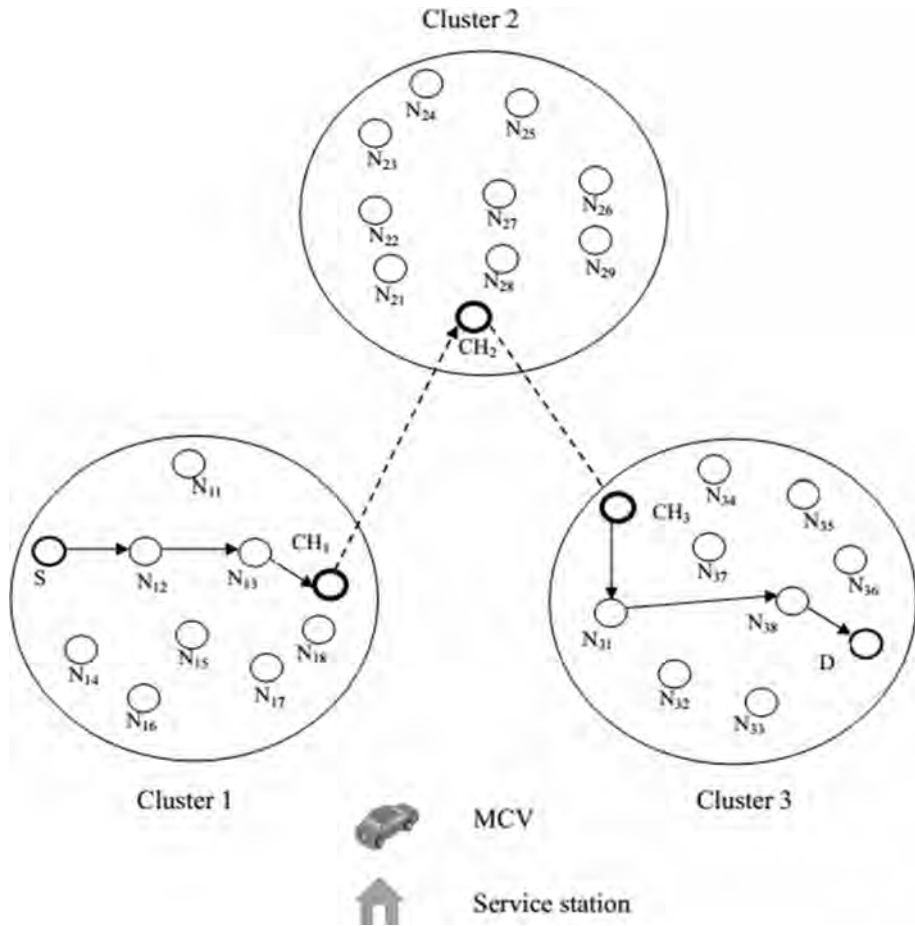 Cluster 2
N₂₄
N₂₅
N₂₃
N₂₆
N₂₇
N₂₂
N₂₉
N₂₈
N₂₁
CH₂
N₁₁
N₃₄
CH₃
N₃₅
CH₁
N₃₇
S
N₁₂
N₁₃
N₃₆
N₃₁
N₃₈
N₁₈
N₁₅
D
N₁₄
N₁₇
N₃₂
N₁₆
N₃₃
Cluster 1
Cluster 3
MCV
Service station